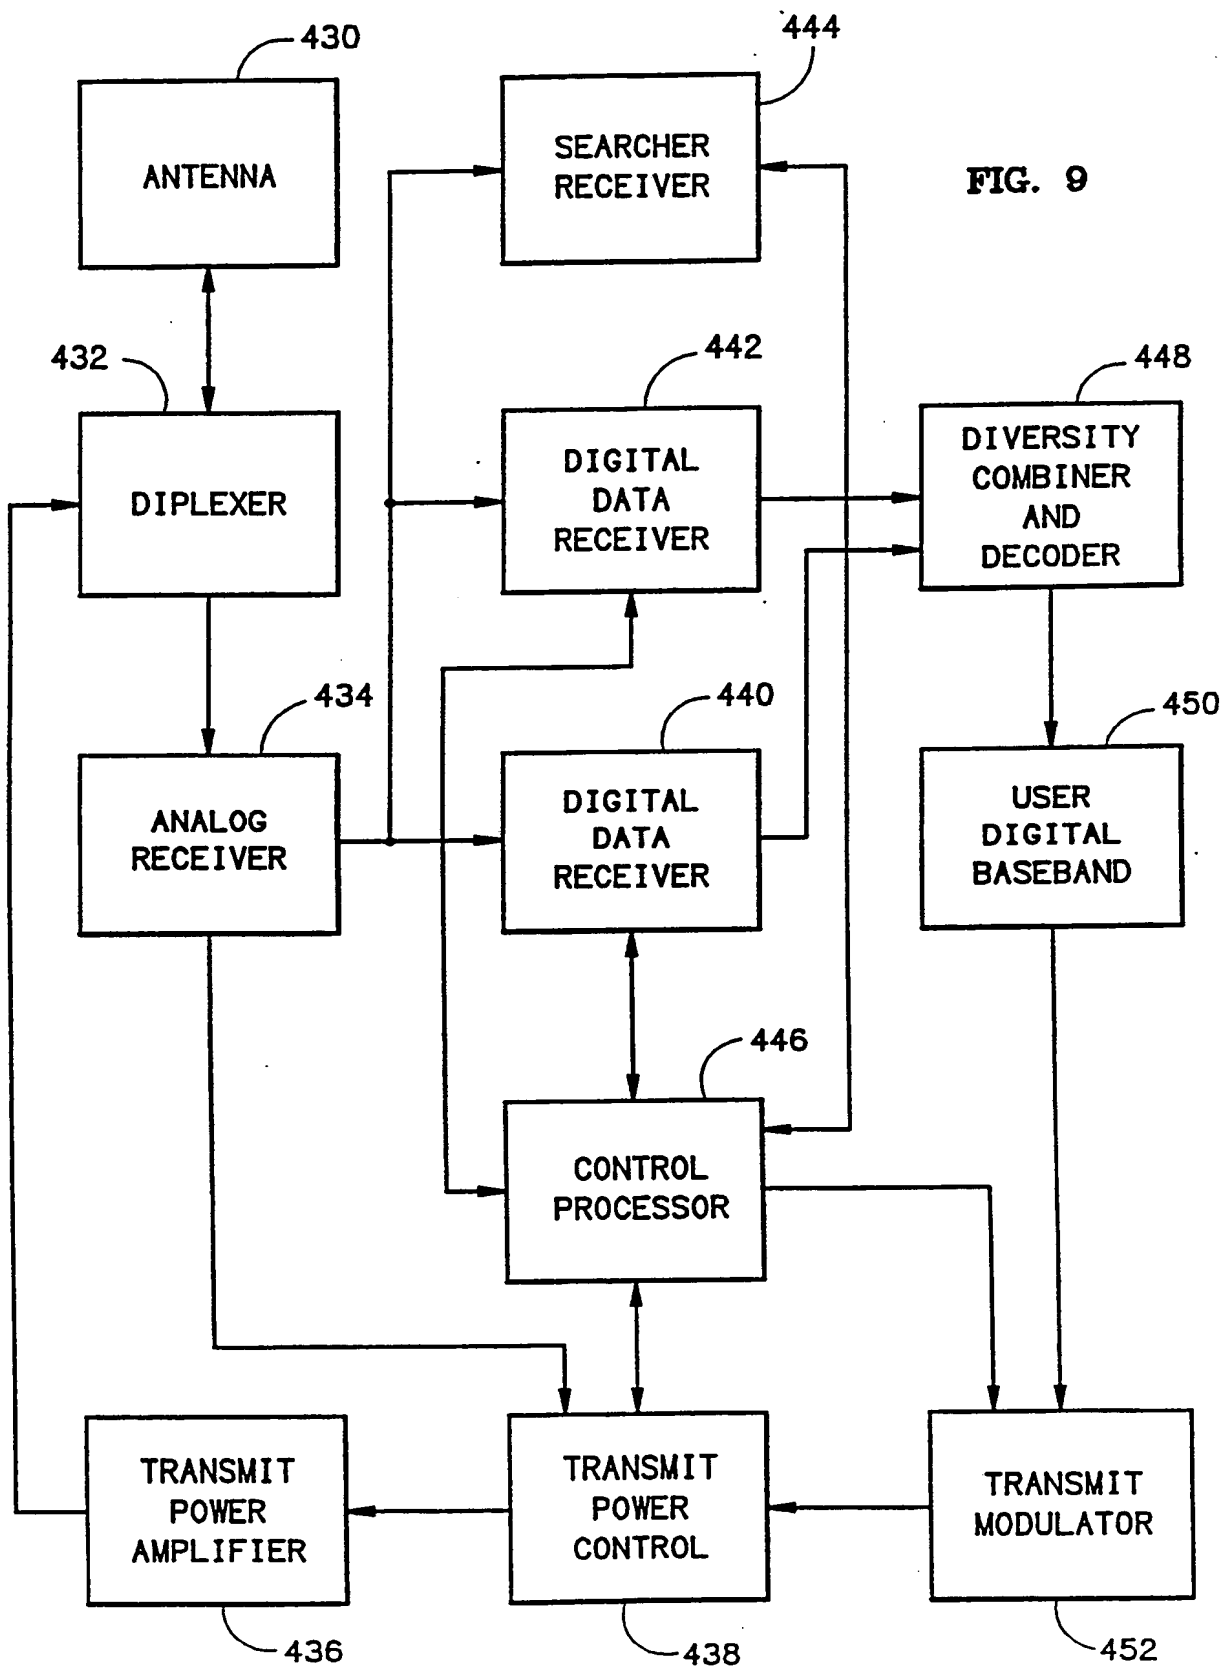 430
444
ANTENNA
SEARCHER
RECEIVER
FIG. 9
432
442
448
DIPLEXER
DIGITAL
DATA
RECEIVER
DIVERSITY
COMBINER
AND
DECODER
434
440
450
ANALOG
RECEIVER
DIGITAL
DATA
RECEIVER
USER
DIGITAL
BASEBAND
446
CONTROL
PROCESSOR
TRANSMIT
POWER
AMPLIFIER
TRANSMIT
POWER
CONTROL
TRANSMIT
MODULATOR
436
438
452